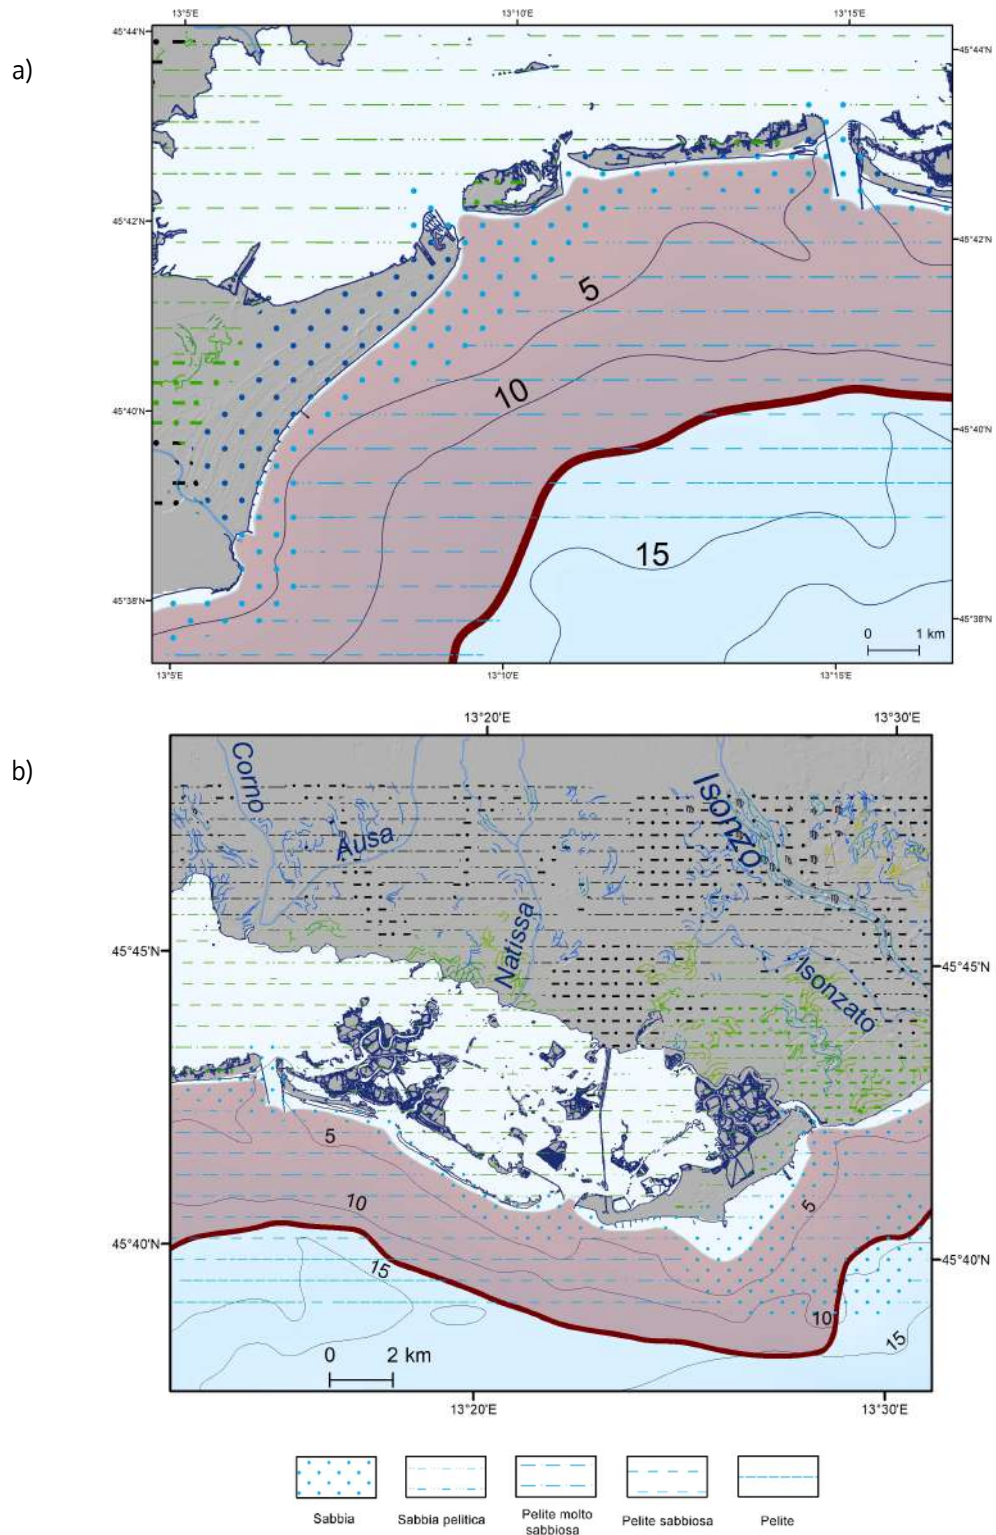 a)
13°5'E 13°10'E 13°15'E
45°44'N 45°44'N
45°42'N 45°42'N
5
10
45°40'N 45°40'N
15
45°38'N 45°38'N
0 1 km
13°5'E 13°10'E 13°15'E
b)
13°20'E 13°30'E
Corno
Ausa
Natissa
Isonzo
Isonzato
45°45'N 45°45'N
5
10
15
5
10
15
45°40'N 45°40'N
0 2 km
13°20'E 13°30'E
Sabbia
Sabbia pelitica
Pelite molto
sabbiosa
Pelite sabbiosa
Pelite